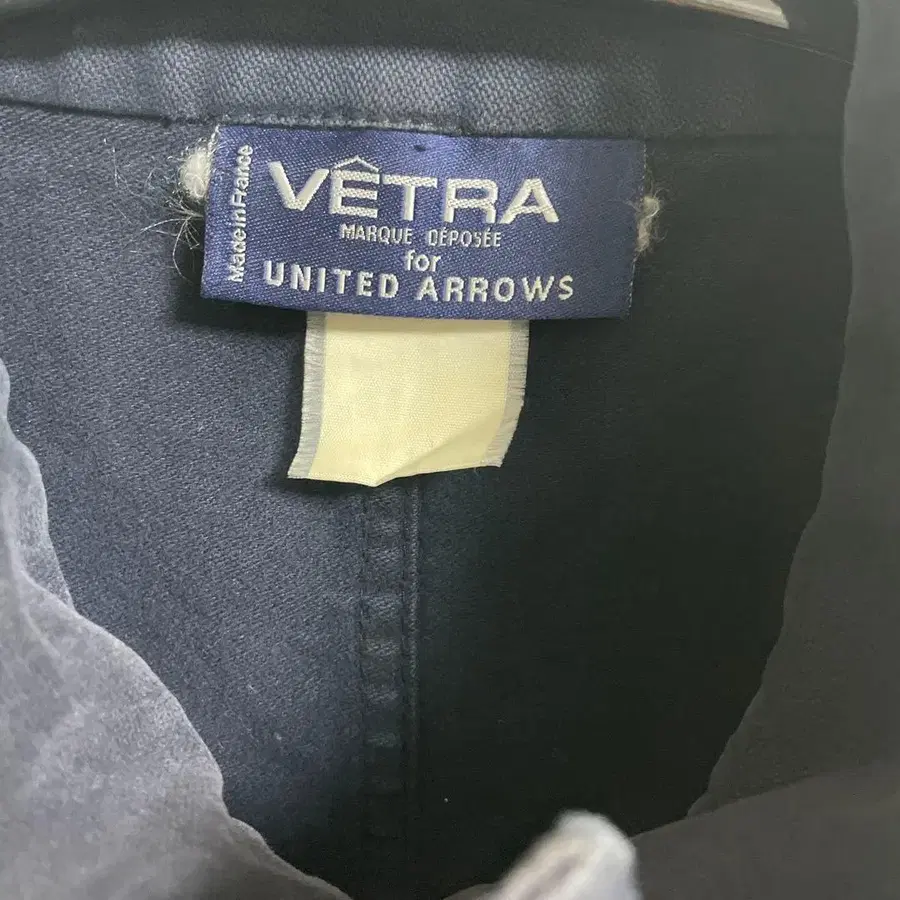 Made in France
VÊTRA
MARQUE DÉPOSÉE
for
UNITED ARROWS